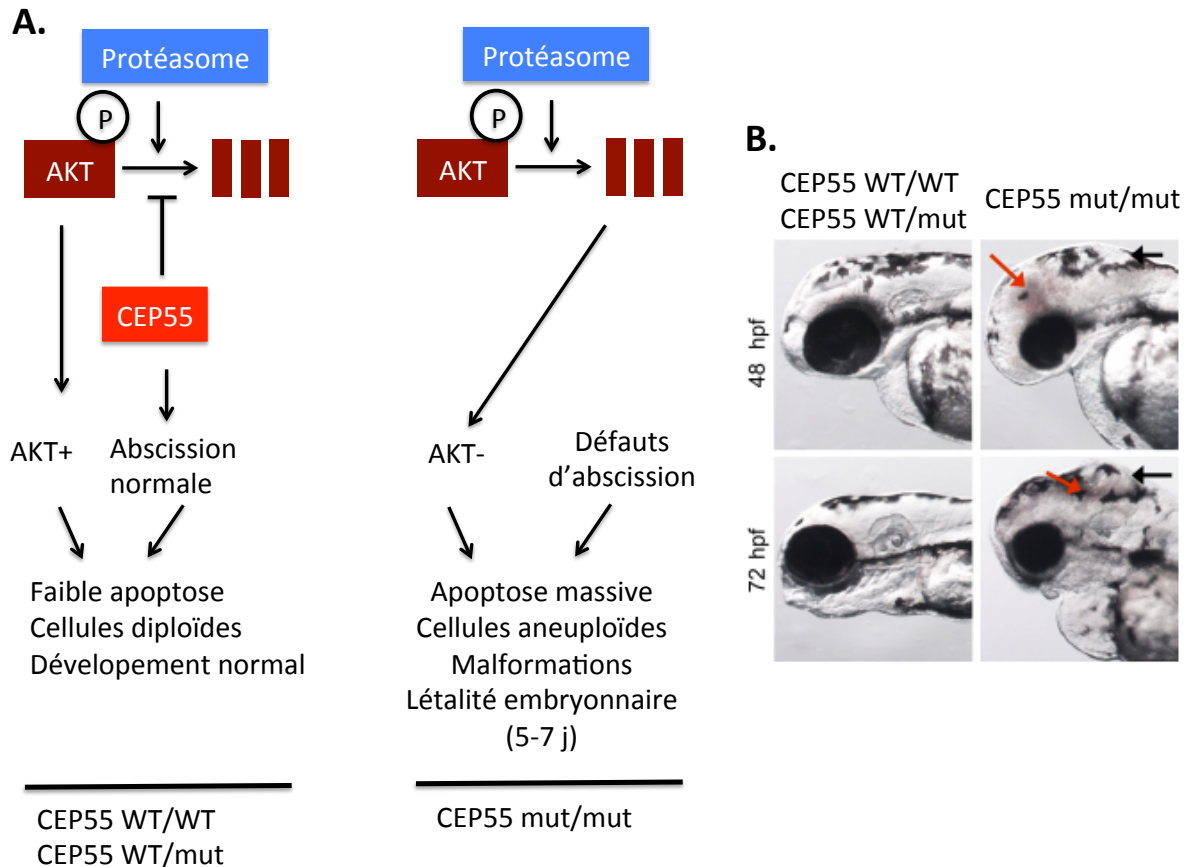 A.
Protéasome
P
AKT
CEP55
AKT+
Abscission
normale
Faible apoptose
Cellules diploïdes
Dévelopement normal
CEP55 WT/WT
CEP55 WT/mut
Protéasome
P
AKT
AKT-
Défauts
d’abscission
Apoptose massive
Cellules aneuploïdes
Malformations
Létalité embryonnaire
(5-7 j)
CEP55 mut/mut
B.
CEP55 WT/WT
CEP55 WT/mut
CEP55 mut/mut
48 hpf
72 hpf